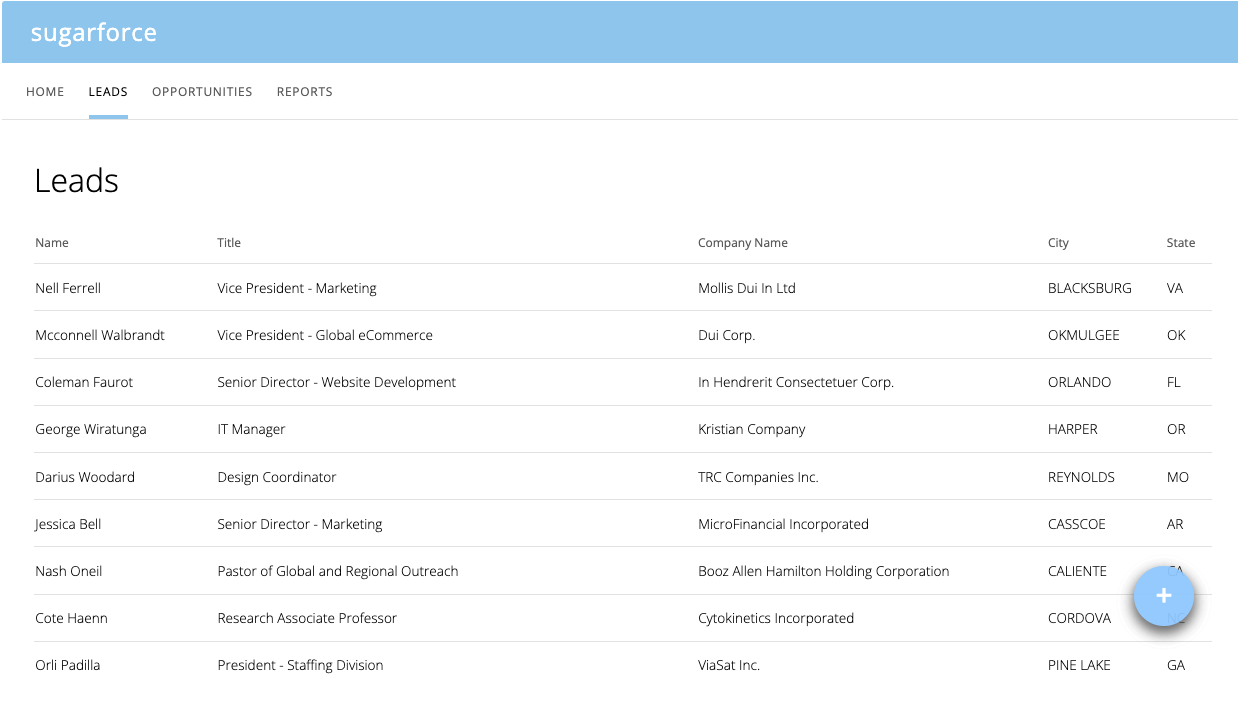 sugarforce
HOME LEADS OPPORTUNITIES REPORTS
Leads
Name Title Company Name City State
Nell Ferrell Vice President - Marketing Mollis Dui In Ltd BLACKSBURG VA
Mcconnell Walbrandt Vice President - Global eCommerce Dui Corp. OKMULGEE OK
Coleman Faurot Senior Director - Website Development In Hendrerit Consectetuer Corp. ORLANDO FL
George Wiratunga IT Manager Kristian Company HARPER OR
Darius Woodard Design Coordinator TRC Companies Inc. REYNOLDS MO
Jessica Bell Senior Director - Marketing MicroFinancial Incorporated CASSCOE AR
Nash Oneil Pastor of Global and Regional Outreach Booz Allen Hamilton Holding Corporation CALIENTE CA
+
Cote Haenn Research Associate Professor Cytokinetics Incorporated CORDOVA NC
Orli Padilla President - Staffing Division ViaSat Inc. PINE LAKE GA